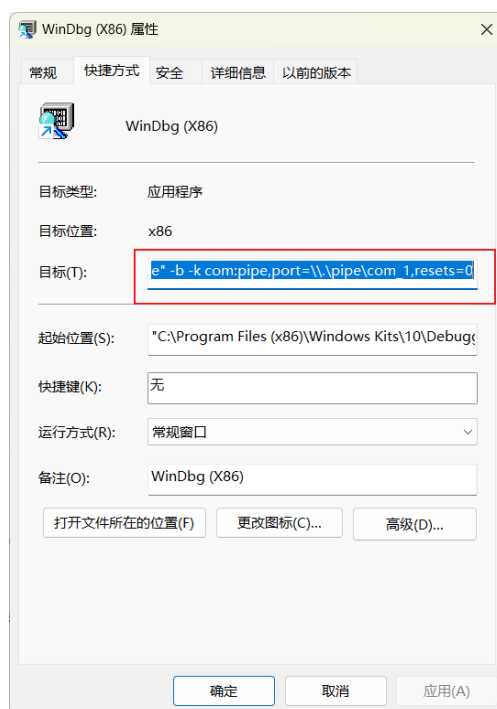 WinDbg (X86) 属性
常规 快捷方式 安全 详细信息 以前的版本
WinDbg (X86)
目标类型: 应用程序
目标位置: x86
目标(T): e" -b -k com:pipe,port=\\.\pipe\com_1,resets=0
起始位置(S): "C:\Program Files (x86)\Windows Kits\10\Debugg
快捷键(K): 无
运行方式(R): 常规窗口
备注(O): WinDbg (X86)
打开文件所在的位置(F) 更改图标(C)... 高级(D)...
确定 取消 应用(A)